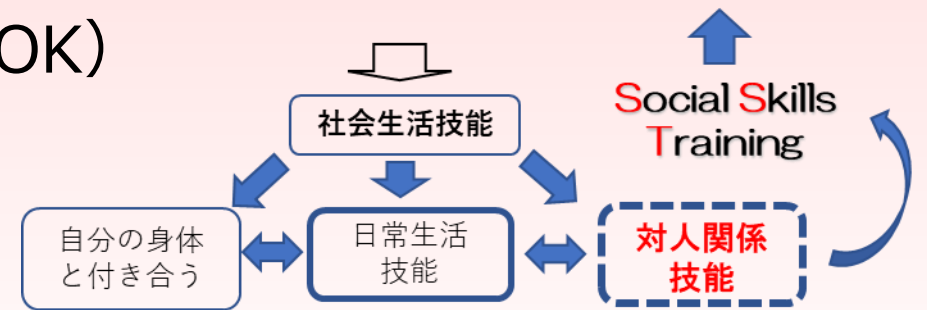 OK）
社会生活技能
Social Skills
Training
自分の身体
と付き合う
日常生活
技能
対人関係
技能